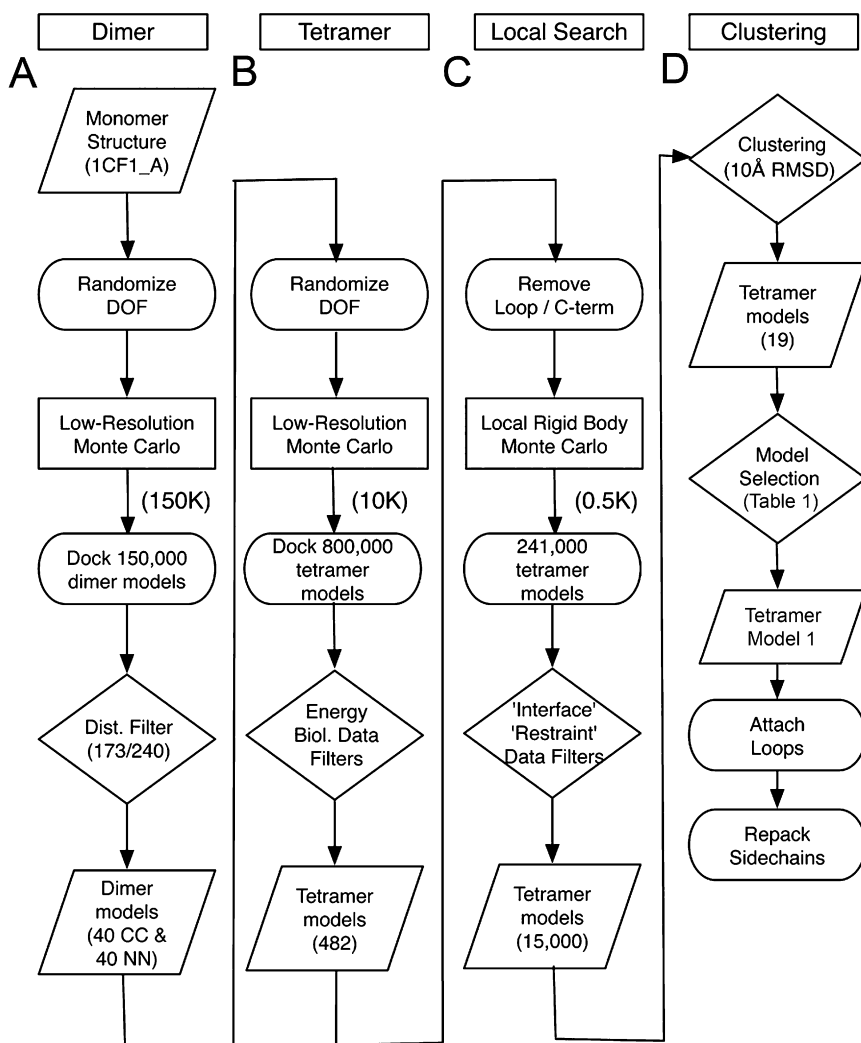 Dimer
A
Monomer
Structure
(1CF1_A)
Randomize
DOF
Low-Resolution
Monte Carlo
(150K)
Dock 150,000
dimer models
Dist. Filter
(173/240)
Dimer
models
(40 CC &
40 NN)
Tetramer
B
Randomize
DOF
Low-Resolution
Monte Carlo
(10K)
Dock 800,000
tetramer
models
Energy
Biol. Data
Filters
Tetramer
models
(482)
Local Search
C
Remove
Loop / C-term
Local Rigid Body
Monte Carlo
(0.5K)
241,000
tetramer
models
'Interface'
'Restraint'
Data Filters
Tetramer
models
(15,000)
Clustering
D
Clustering
(10Å RMSD)
Tetramer
models
(19)
Model
Selection
(Table 1)
Tetramer
Model 1
Attach
Loops
Repack
Sidechains